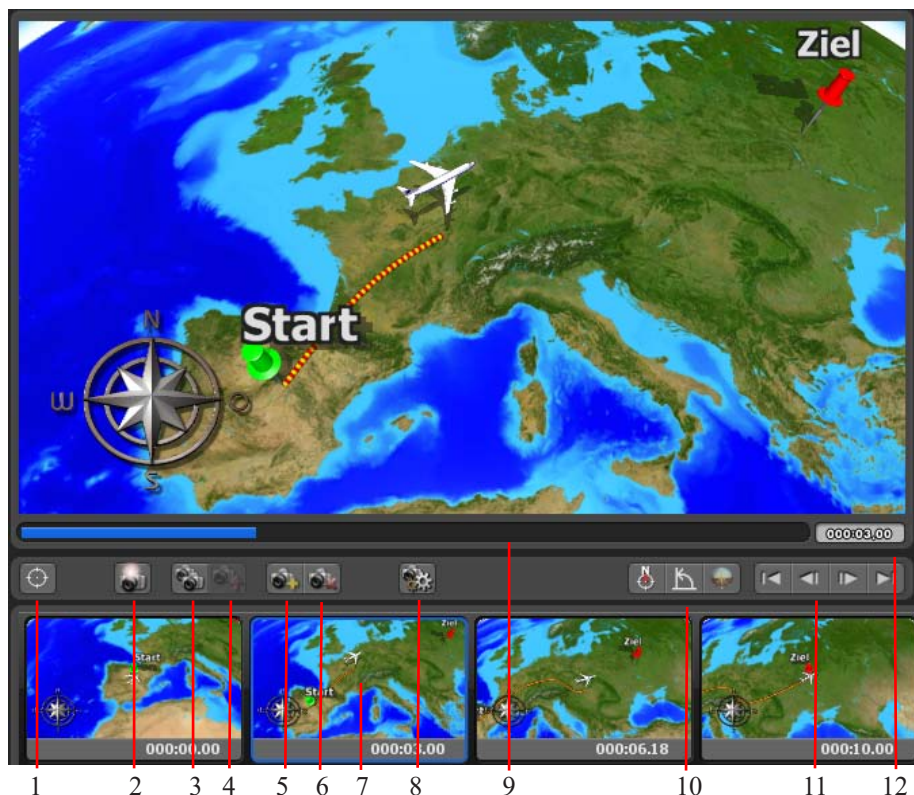 Ziel
Start
N
W
O
S
000:03,00
N
Start
Ziel
Start
Ziel
Ziel
000:00.00
000:03.00
000:06.18
000:10.00
1 2 3 4 5 6 7 8 9 10 11 12